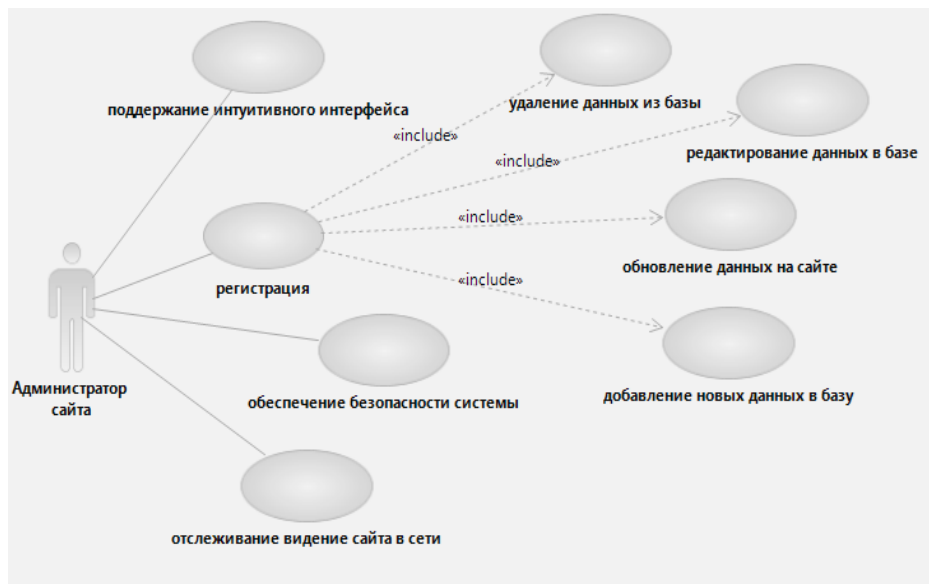 поддержание интуитивного интерфейса
удаление данных из базы
«include»
редактирование данных в базе
«include»
«include»
обновление данных на сайте
регистрация
«include»
Администратор
сайта
обеспечение безопасности системы
добавление новых данных в базу
отслеживание видение сайта в сети